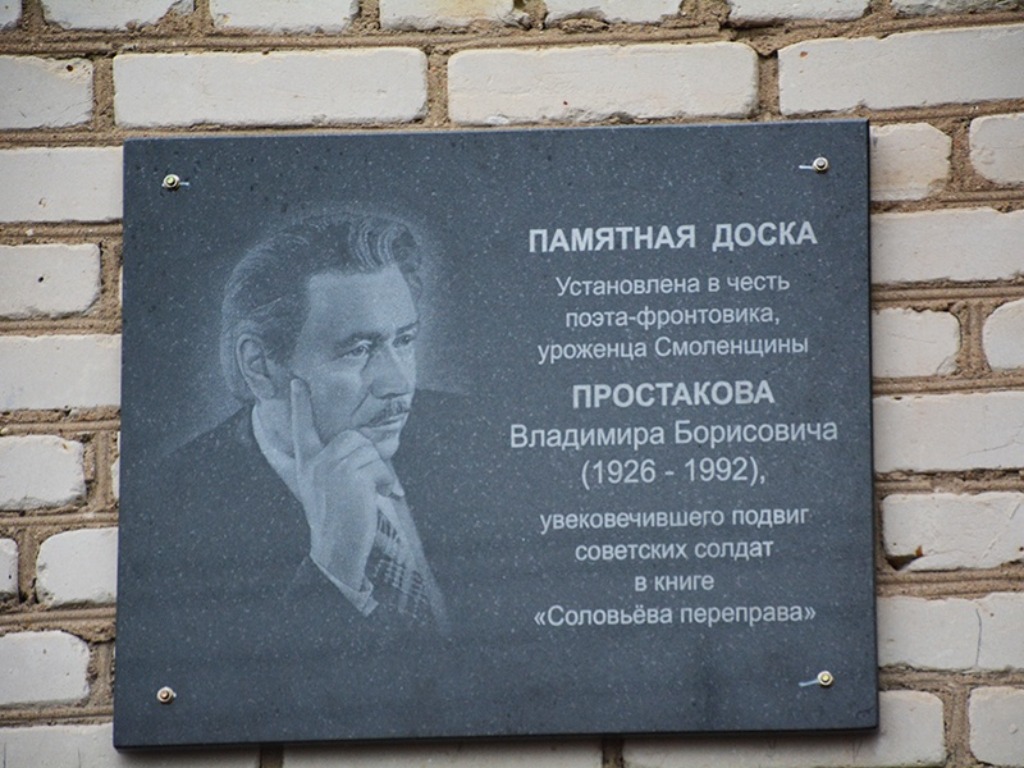 ПАМЯТНАЯ ДОСКА
Установлена в честь
поэта-фронтовика,
уроженца Смоленщины
ПРОСТАКОВА
Владимира Борисовича
(1926 - 1992),
увековечившего подвиг
советских солдат
в книге
«Соловьёва переправа»